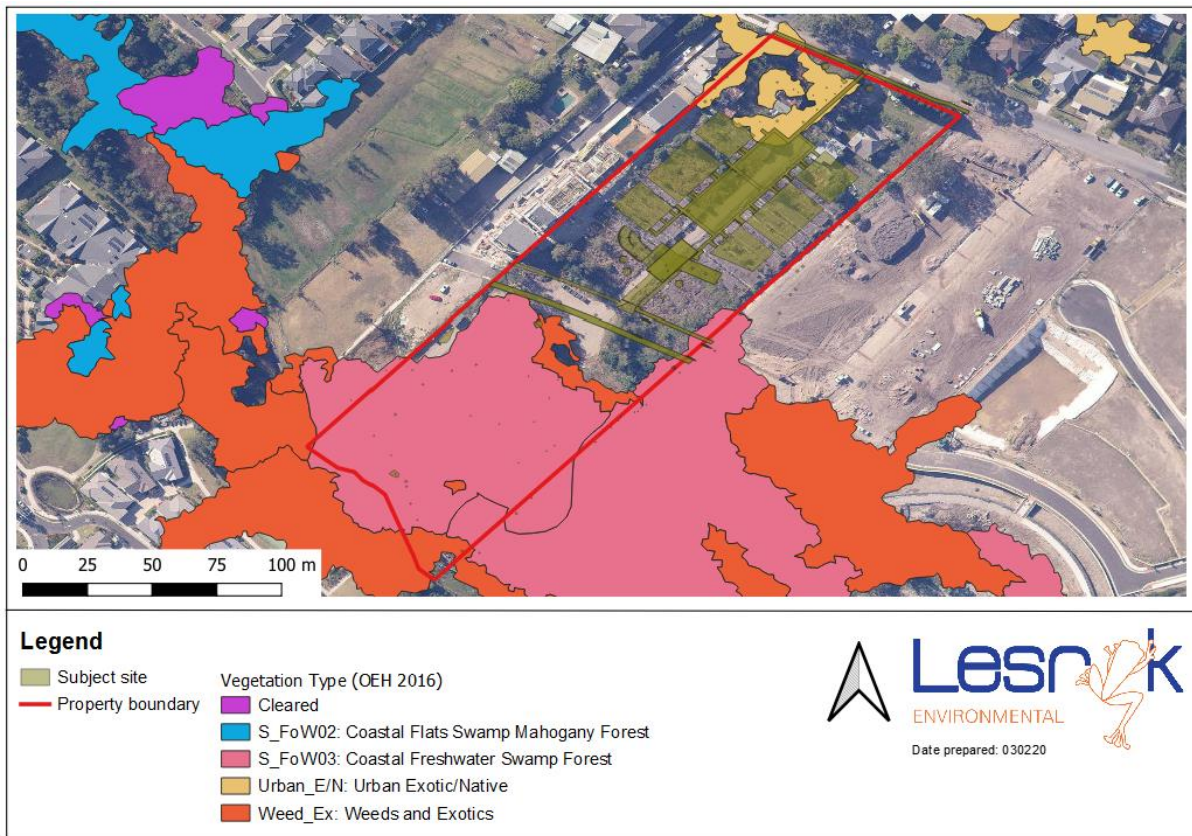 0 25 50 75 100 m
Legend
Subject site
Property boundary
Vegetation Type (OEH 2016)
Cleared
S_FoW02: Coastal Flats Swamp Mahogany Forest
S_FoW03: Coastal Freshwater Swamp Forest
Urban_E/N: Urban Exotic/Native
Weed_Ex: Weeds and Exotics
Lesryk
ENVIRONMENTAL
Date prepared: 030220